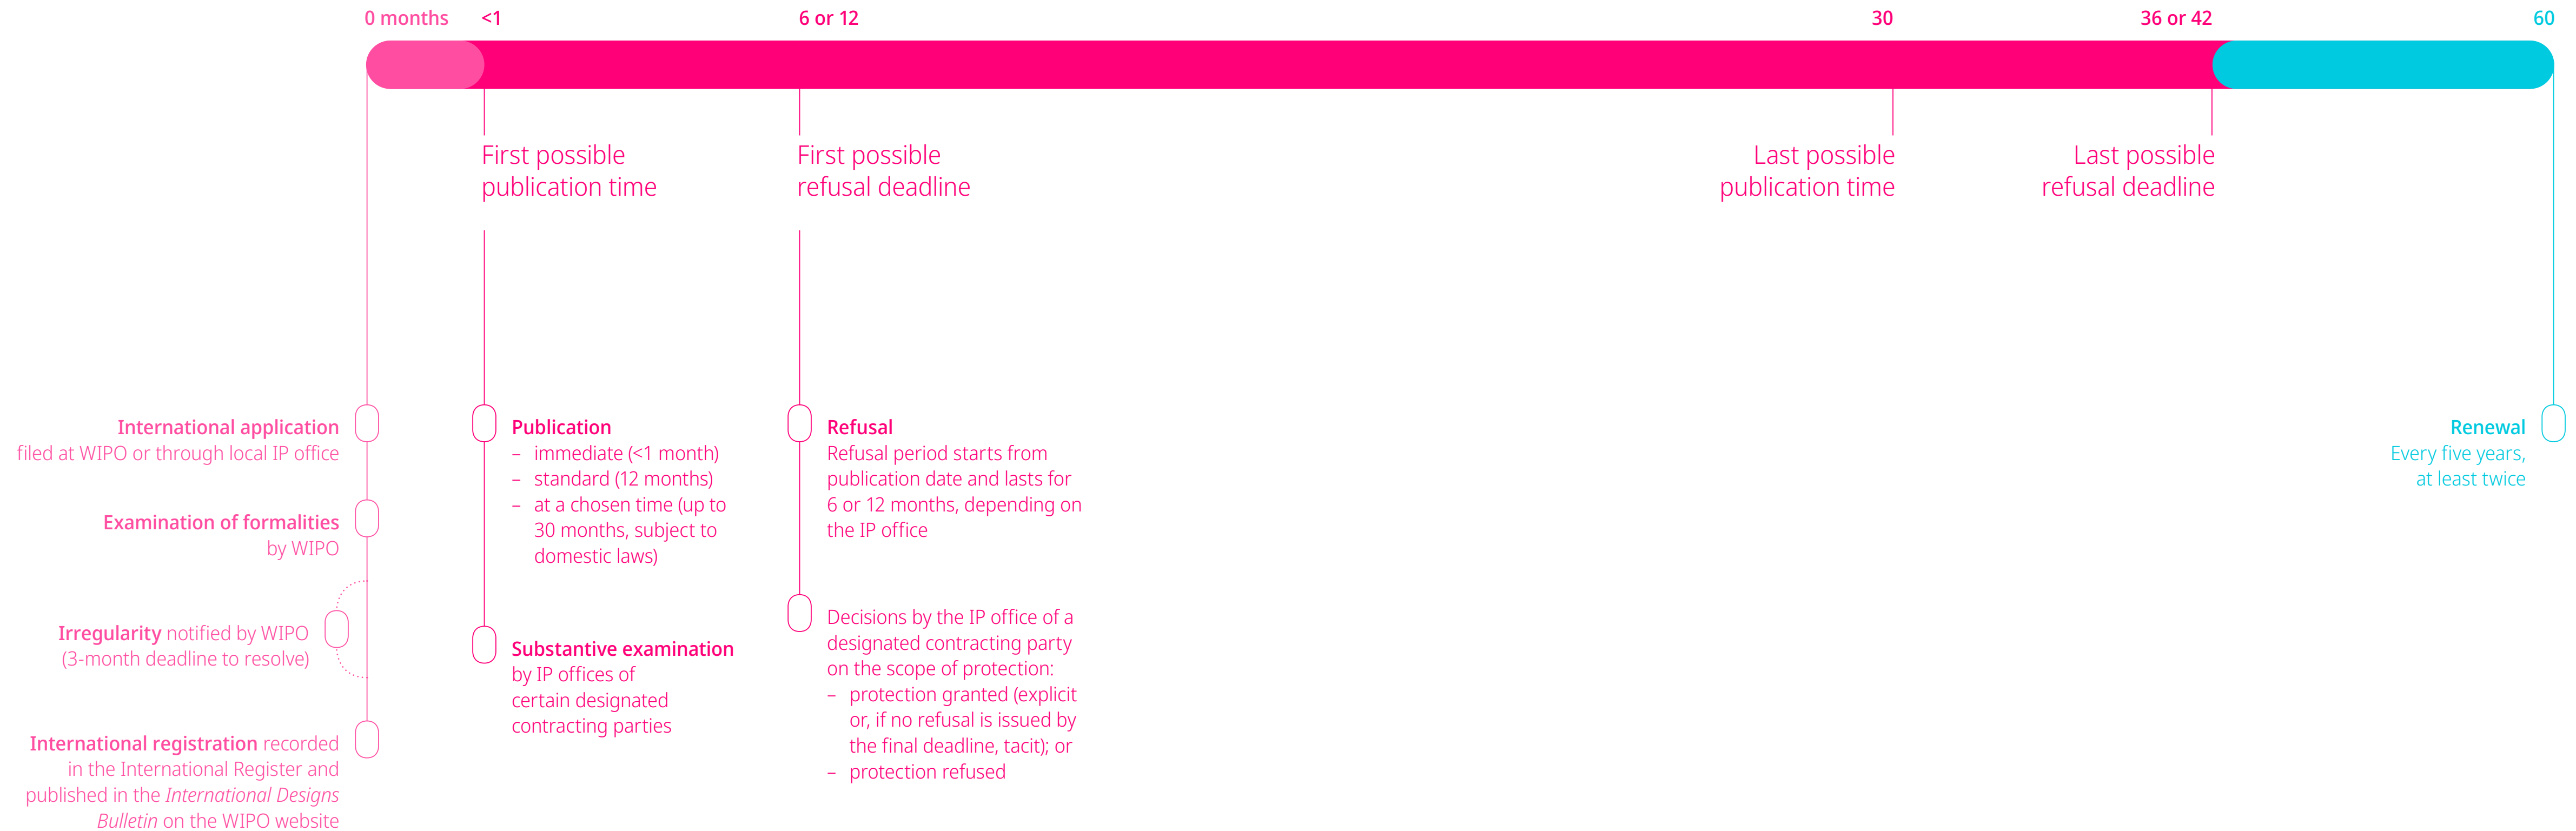 0 months
<1
6 or 12
30
36 or 42
60
First possible
publication time
First possible
refusal deadline
Last possible
publication time
Last possible
refusal deadline
International application
filed at WIPO or through local IP office
Examination of formalities
by WIPO
Irregularity notified by WIPO
(3-month deadline to resolve)
International registration recorded
in the International Register and
published in the International Designs
Bulletin on the WIPO website
Publication
– immediate (<1 month)
– standard (12 months)
– at a chosen time (up to
30 months, subject to
domestic laws)
Substantive examination
by IP offices of
certain designated
contracting parties
Refusal
Refusal period starts from
publication date and lasts for
6 or 12 months, depending on
the IP office
Decisions by the IP office of a
designated contracting party
on the scope of protection:
– protection granted (explicit
or, if no refusal is issued by
the final deadline, tacit); or
– protection refused
Renewal
Every five years,
at least twice